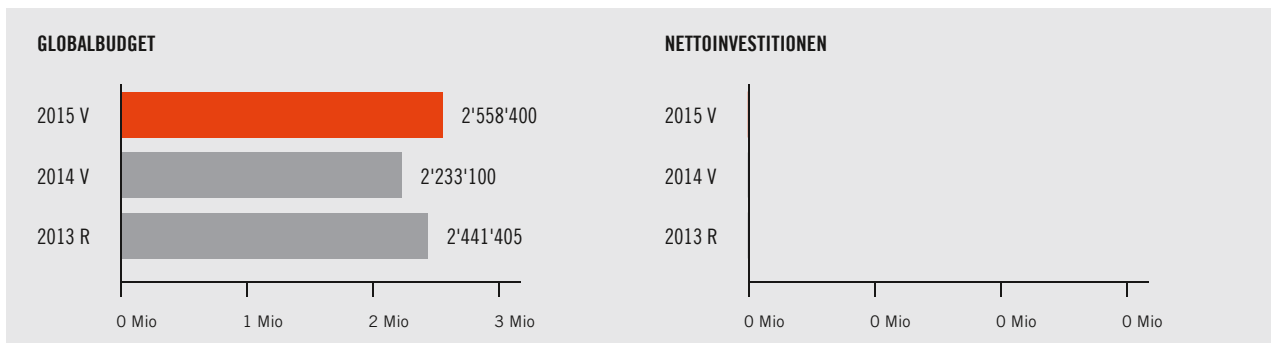 GLOBALBUDGET
2015 V 2'558'400
2014 V 2'233'100
2013 R 2'441'405
0 Mio 1 Mio 2 Mio 3 Mio
NETTOINVESTITIONEN
2015 V
2014 V
2013 R
0 Mio 0 Mio 0 Mio 0 Mio